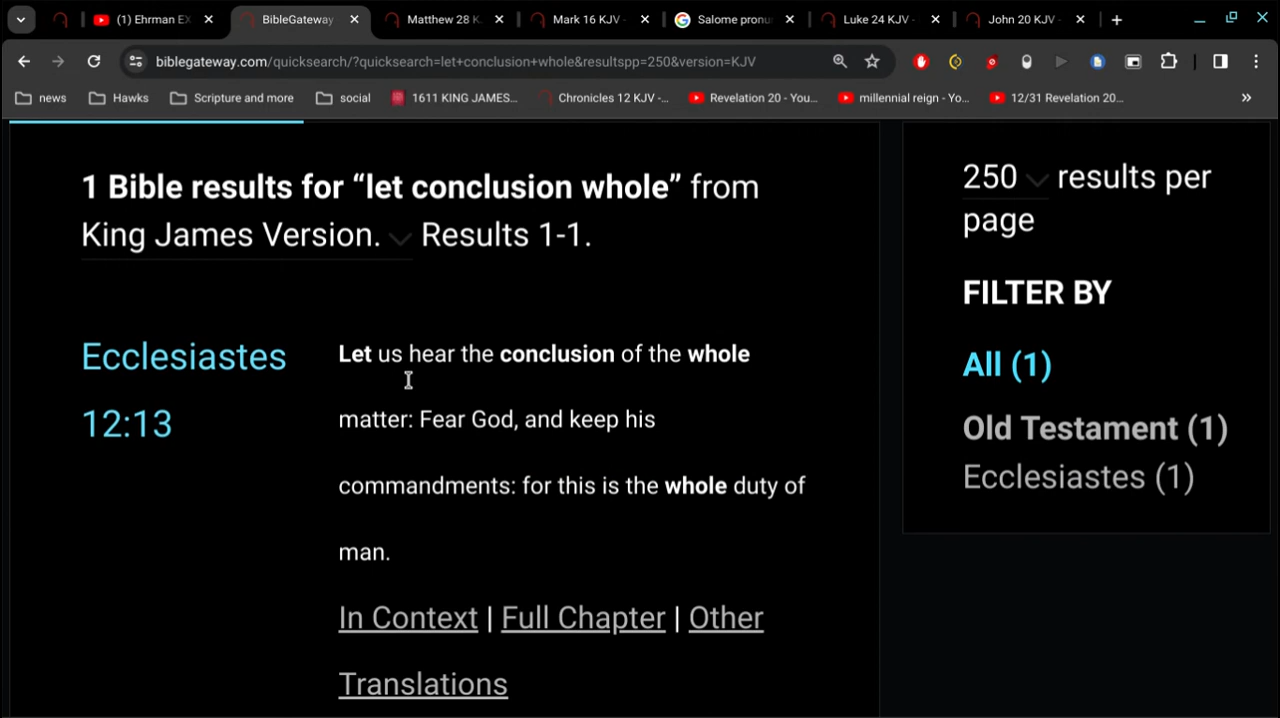 (1) Ehrman EX
BibleGateway
Matthew 28 K
Mark 16 KJV -
Salome pronu
Luke 24 KJV -
John 20 KJV -
biblegateway.com/quicksearch/?quicksearch=let+conclusion+whole&resultspp=250&version=KJV
news
Hawks
Scripture and more
social
1611 KING JAMES...
Chronicles 12 KJV -...
Revelation 20 - You...
millennial reign - Yo...
12/31 Revelation 20...
1 Bible results for “let conclusion whole” from
King James Version. Results 1-1.
Ecclesiastes
12:13
Let us hear the conclusion of the whole
matter: Fear God, and keep his
commandments: for this is the whole duty of
man.
In Context | Full Chapter | Other
Translations
250 results per
page
FILTER BY
All (1)
Old Testament (1)
Ecclesiastes (1)